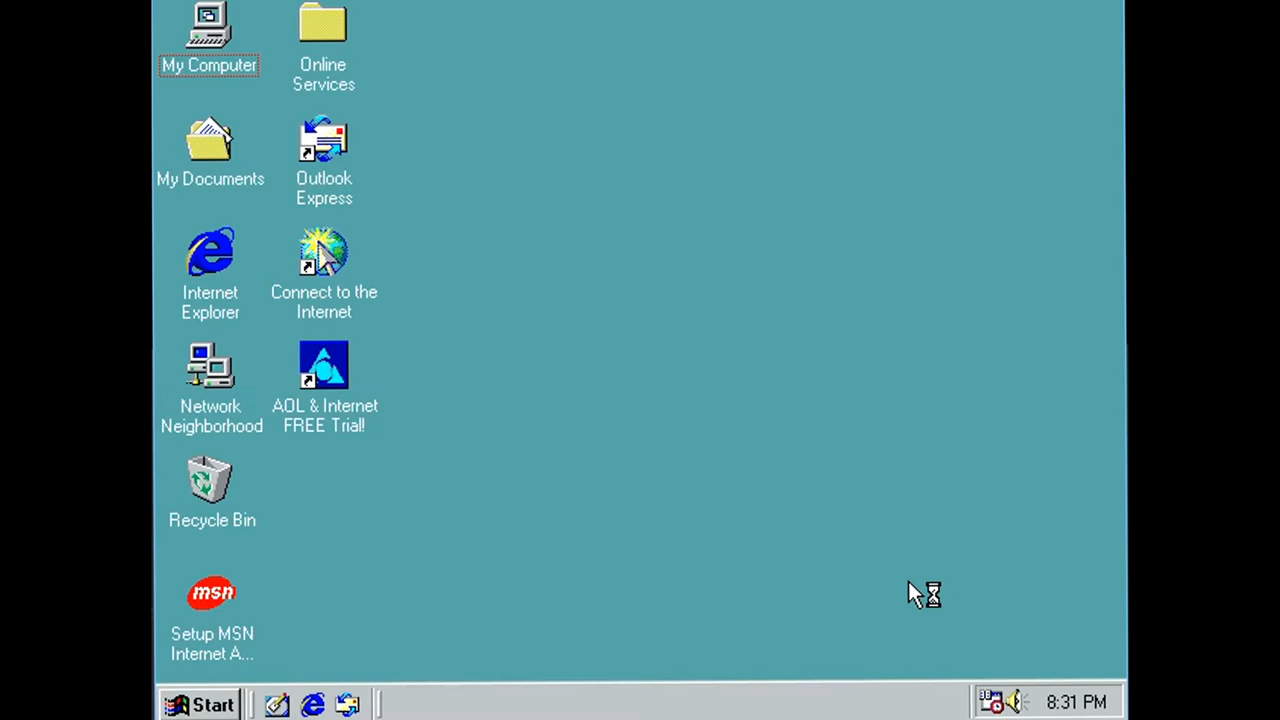 My Computer
Online
Services
My Documents
Outlook
Express
Internet
Explorer
Connect to the
Internet
Network
Neighborhood
AOL & Internet
FREE Trial!
Recycle Bin
msn
Setup MSN
Internet A...
Start
8:31 PM